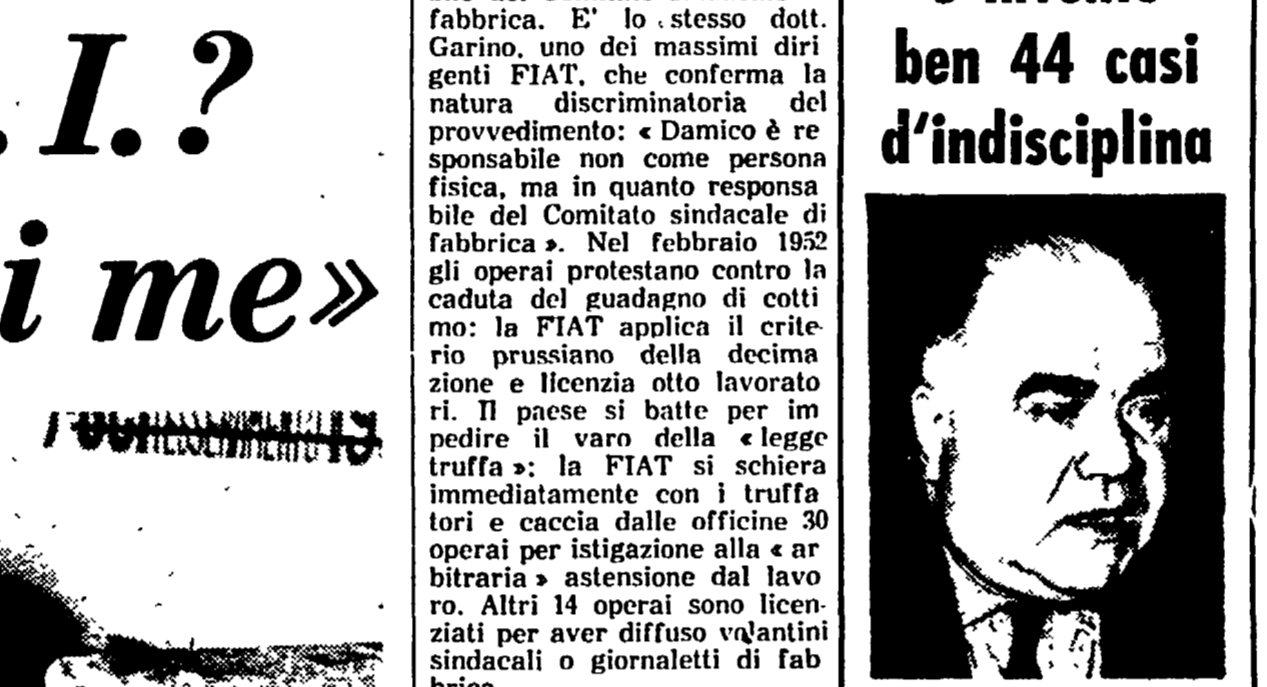 I.?
i me»
fabbrica. E' lo stesso dott.
Garino, uno dei massimi diri
genti FIAT, che conferma la
natura discriminatoria del
provvedimento: « Damico è re
sponsabile non come persona
fisica, ma in quanto responsa
bile del Comitato sindacale di
fabbrica ». Nel febbraio 1952
gli operai protestano contro la
caduta del guadagno di cotti
mo: la FIAT applica il crite-
rio prussiano della decima
zione e licenzia otto lavorato
ri. Il paese si batte per im
pedire il varo della « legge
truffa »: la FIAT si schiera
immediatamente con i truffa
tori e caccia dalle officine 30
operai per istigazione alla « ar
bitraria » astensione dal lavo
ro. Altri 14 operai sono licen-
ziati per aver diffuso volantini
sindacali o giornaletti di fab
ben 44 casi
d'indisciplina